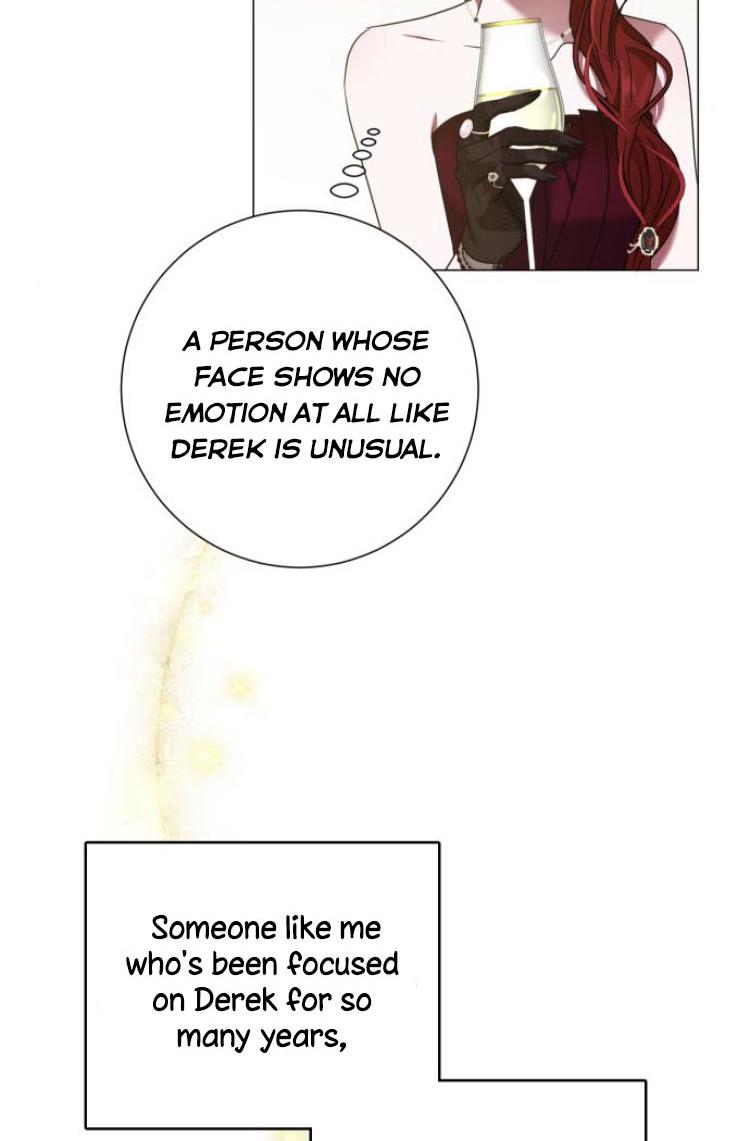 A PERSON WHOSE
FACE SHOWS NO
EMOTION AT ALL LIKE
DEREK IS UNUSUAL.
Someone like me
who's been focused
on Derek for so
many years,